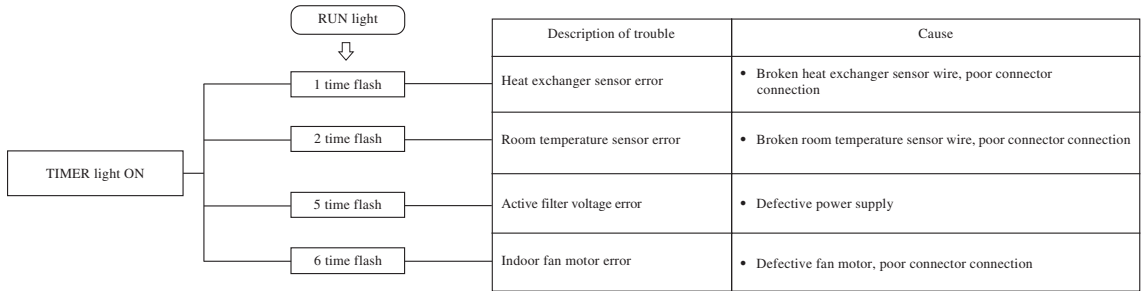 RUN light
Description of trouble
Cause
1 time flash
Heat exchanger sensor error
• Broken heat exchanger sensor wire, poor connector
connection
2 time flash
Room temperature sensor error
• Broken room temperature sensor wire, poor connector connection
TIMER light ON
5 time flash
Active filter voltage error
• Defective power supply
6 time flash
Indoor fan motor error
• Defective fan motor, poor connector connection